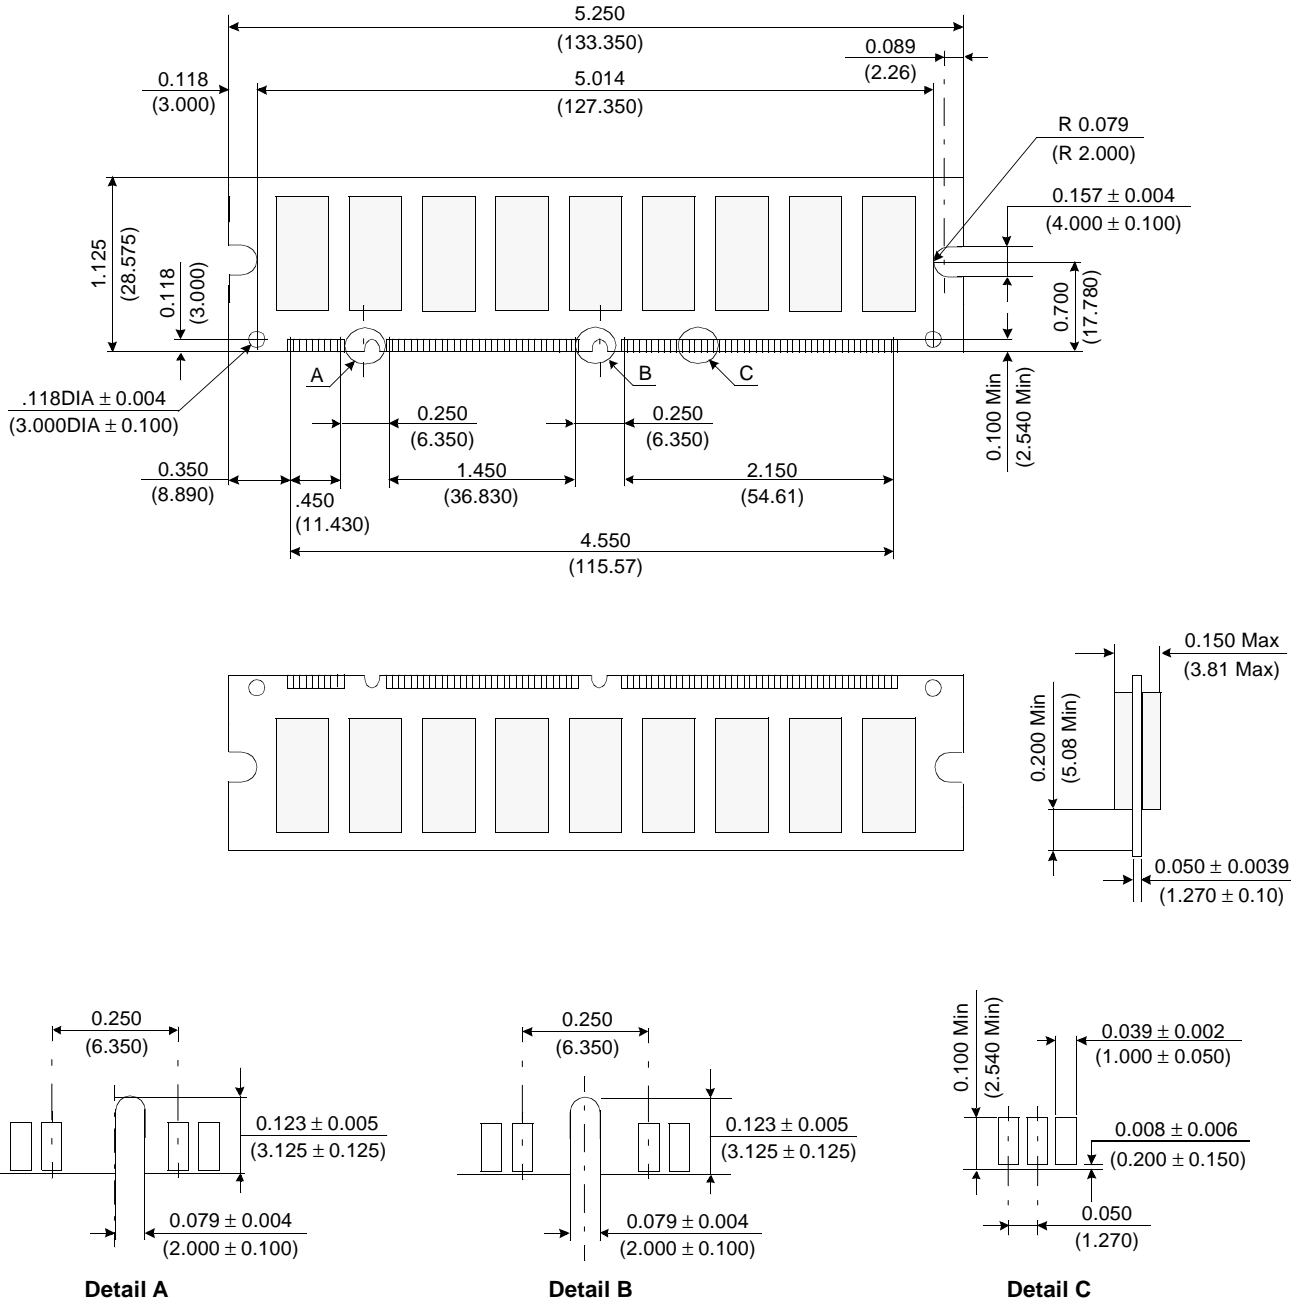 5.250
(133.350)
0.089
(2.26)
0.118
(3.000)
5.014
(127.350)
R 0.079
(R 2.000)
0.157 ± 0.004
(4.000 ± 0.100)
1.125
(28.575)
0.118
(3.000)
0.700
(17.780)
A
B
C
.118DIA ± 0.004
(3.000DIA ± 0.100)
0.250
(6.350)
0.250
(6.350)
0.100 Min
(2.540 Min)
0.350
(8.890)
.450
(11.430)
1.450
(36.830)
2.150
(54.61)
4.550
(115.57)
0.150 Max
(3.81 Max)
0.200 Min
(5.08 Min)
0.050 ± 0.0039
(1.270 ± 0.10)
0.250
(6.350)
0.123 ± 0.005
(3.125 ± 0.125)
0.079 ± 0.004
(2.000 ± 0.100)
Detail A
0.250
(6.350)
0.123 ± 0.005
(3.125 ± 0.125)
0.079 ± 0.004
(2.000 ± 0.100)
Detail B
0.100 Min
(2.540 Min)
0.039 ± 0.002
(1.000 ± 0.050)
0.008 ± 0.006
(0.200 ± 0.150)
0.050
(1.270)
Detail C